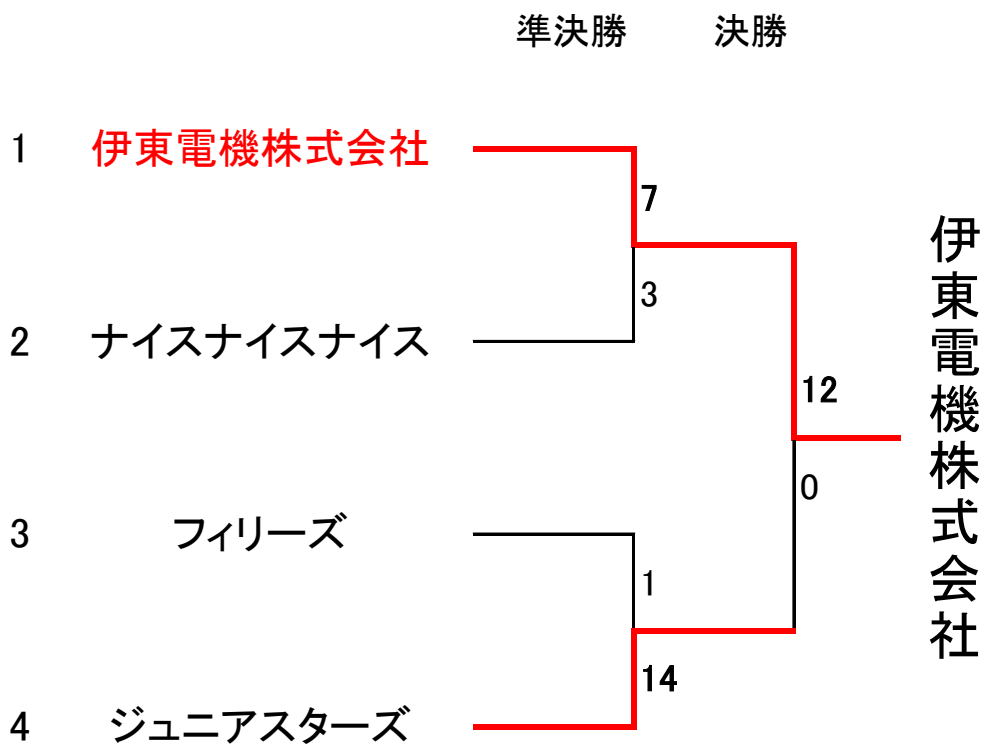 準決勝 決勝
1 伊東電機株式会社
7
3
2 ナイスナイスナイス
12
0
伊東電機株式会社
3 フィリーズ
1
14
4 ジュニアスターズ